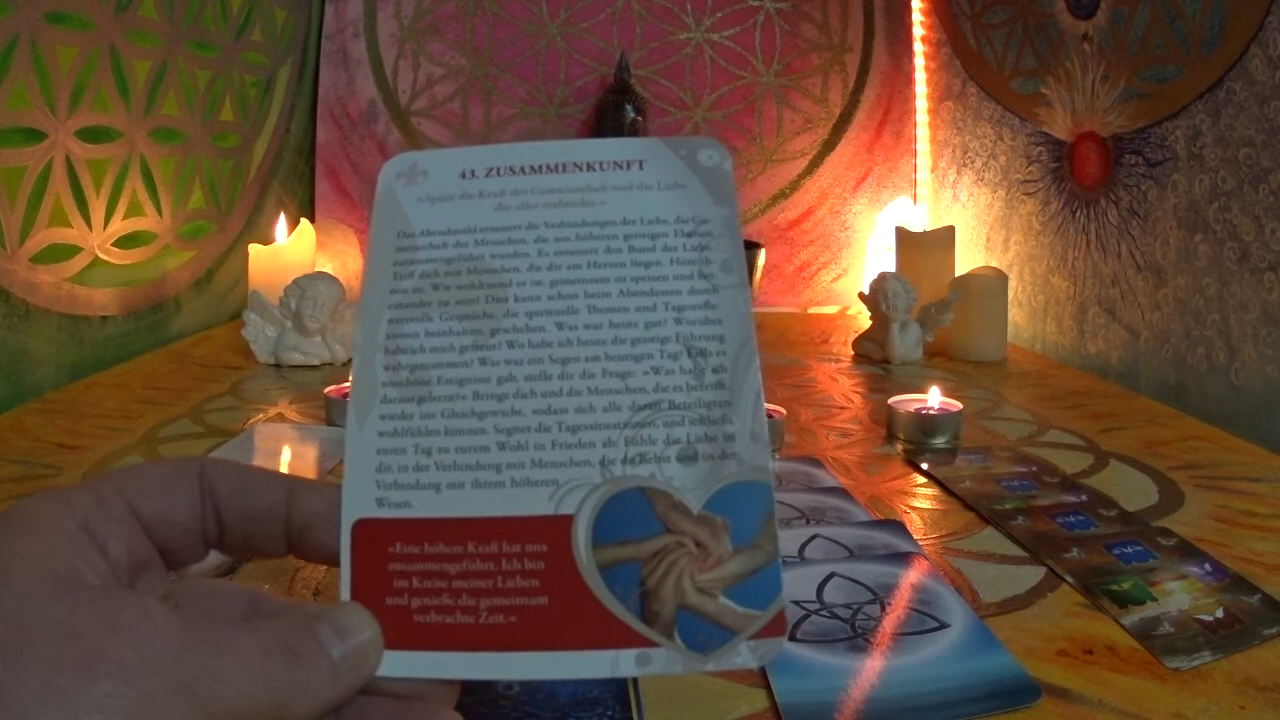 43. ZUSAMMENKUNFT
»Spüre die Kraft der Gemeinschaft und die Liebe,
die alles verbindet.«
Das Abendmahl erneuert die Verbindungen der Liebe, die Ge-
meinschaft der Menschen, die aus höheren geistigen Ebenen
zusammengeführt wurden. Es erneuert den Bund der Liebe.
Triff dich mit Menschen, die dir am Herzen liegen. Hört ih-
nen zu. Wie wohltuend es ist, gemeinsam zu speisen und bei-
einander zu sein! Dies kann schon beim Abendessen durch
wertvolle Gespräche, die spirituelle Themen und Tagesrefle-
xionen beinhalten, geschehen. Was war heute gut? Worüber
habe ich mich gefreut? Wo habe ich heute die geistige Führung
wahrgenommen? Was war ein Segen am heutigen Tag? Falls es
unschöne Ereignisse gab, stelle dir die Frage: »Was habe ich
daraus gelernt?« Bringe dich und die Menschen, die es betrifft,
wieder ins Gleichgewicht, sodass sich alle daran Beteiligten
wohlfühlen können. Segnet die Tagessituationen, und schließt
euren Tag zu eurem Wohl in Frieden ab. Fühle die Liebe in
dir, in der Verbindung mit Menschen, die du liebst und in der
Verbindung mit ihrem höheren
Wesen.
»Eine höhere Kraft hat uns
zusammengeführt. Ich bin
im Kreise meiner Lieben
und genieße die gemeinsam
verbrachte Zeit.«